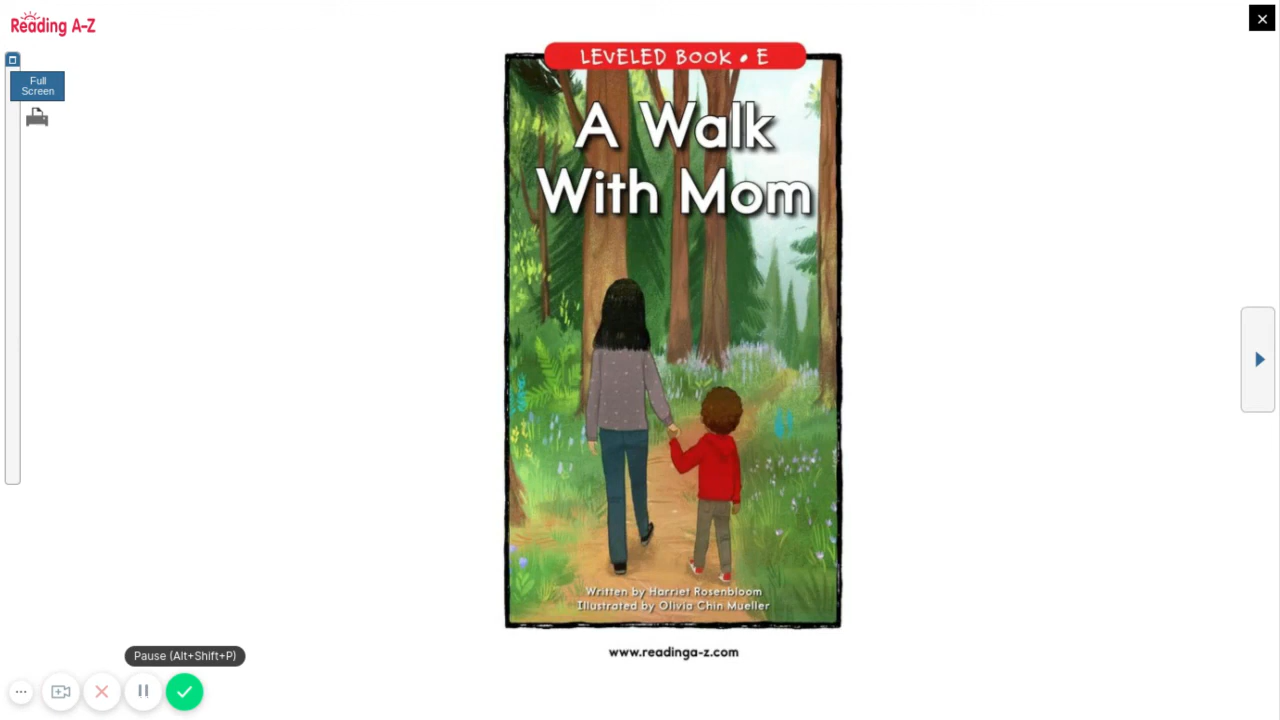 Reading A-Z
Full
Screen
LEVELED BOOK • E
A Walk
With Mom
Written by Harriet Rosenbloom
Illustrated by Olivia Chin Mueller
www.readinga-z.com
Pause (Alt+Shift+P)